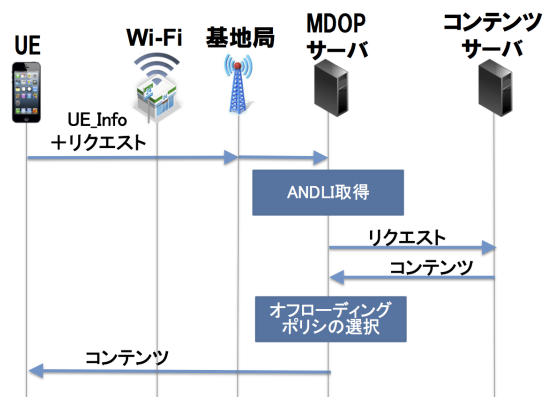 UE
Wi-Fi
基地局
MDOP
サーバ
コンテンツ
サーバ
UE_Info
＋リクエスト
ANDLI取得
リクエスト
コンテンツ
オフローディング
ポリシの選択
コンテンツ